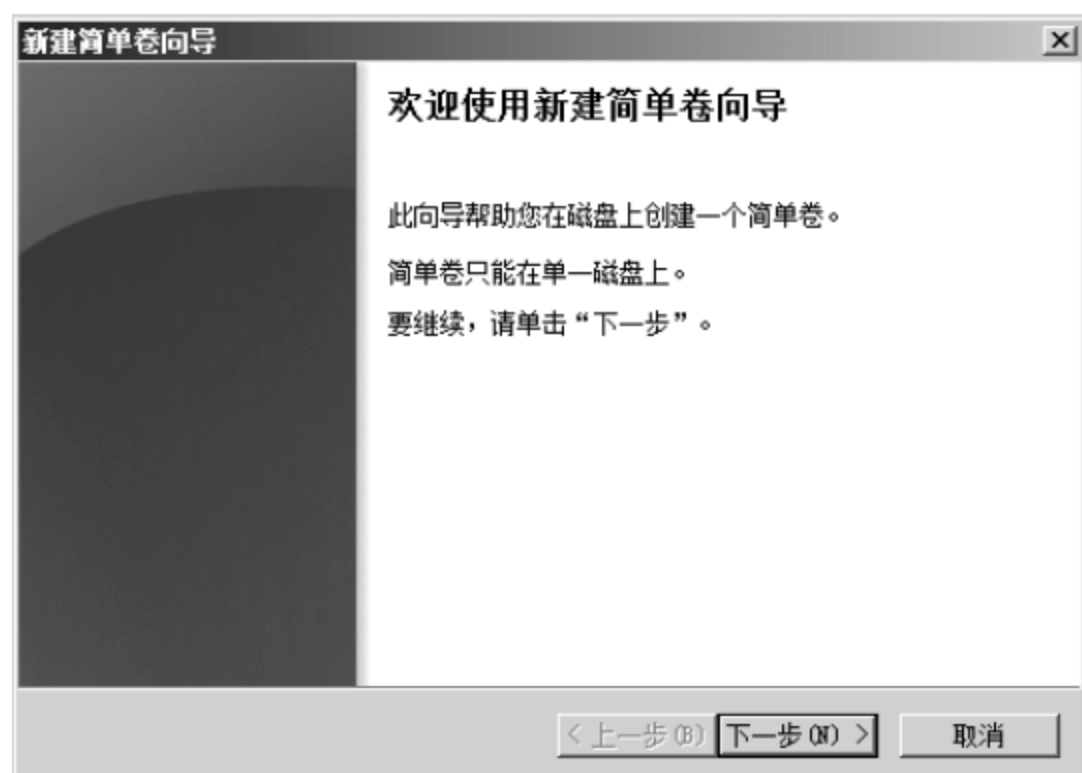 新建简单卷向导
欢迎使用新建简单卷向导
此向导帮助您在磁盘上创建一个简单卷。
简单卷只能在单一磁盘上。
要继续，请单击“下一步”。
< 上一步(B) 下一步(N) > 取消